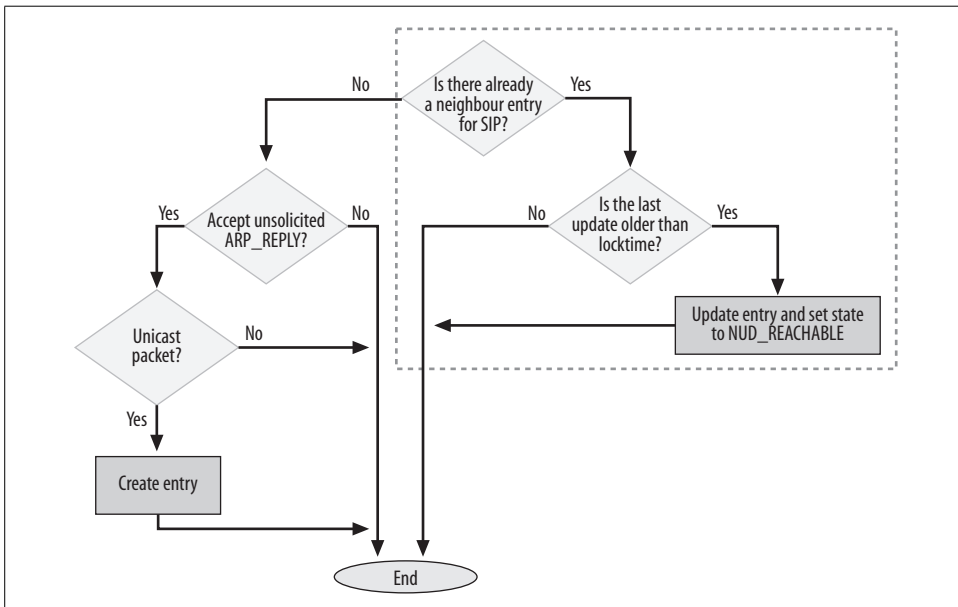 No
Is there already
a neighbour entry
for SIP?
Yes
Yes
Accept unsolicited
ARP_REPLY?
No
No
Is the last
update older than
locktime?
Yes
Unicast
packet?
No
Update entry and set state
to NUD_REACHABLE
Yes
Create entry
End